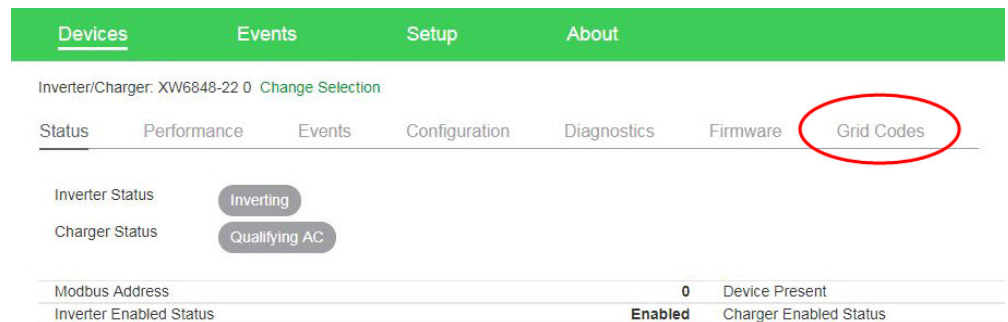 Devices Events Setup About
Inverter/Charger: XW6848-22 0 Change Selection
Status Performance Events Configuration Diagnostics Firmware Grid Codes
Inverter Status Inverting
Charger Status Qualifying AC
Modbus Address 0 Device Present
Inverter Enabled Status Enabled Charger Enabled Status